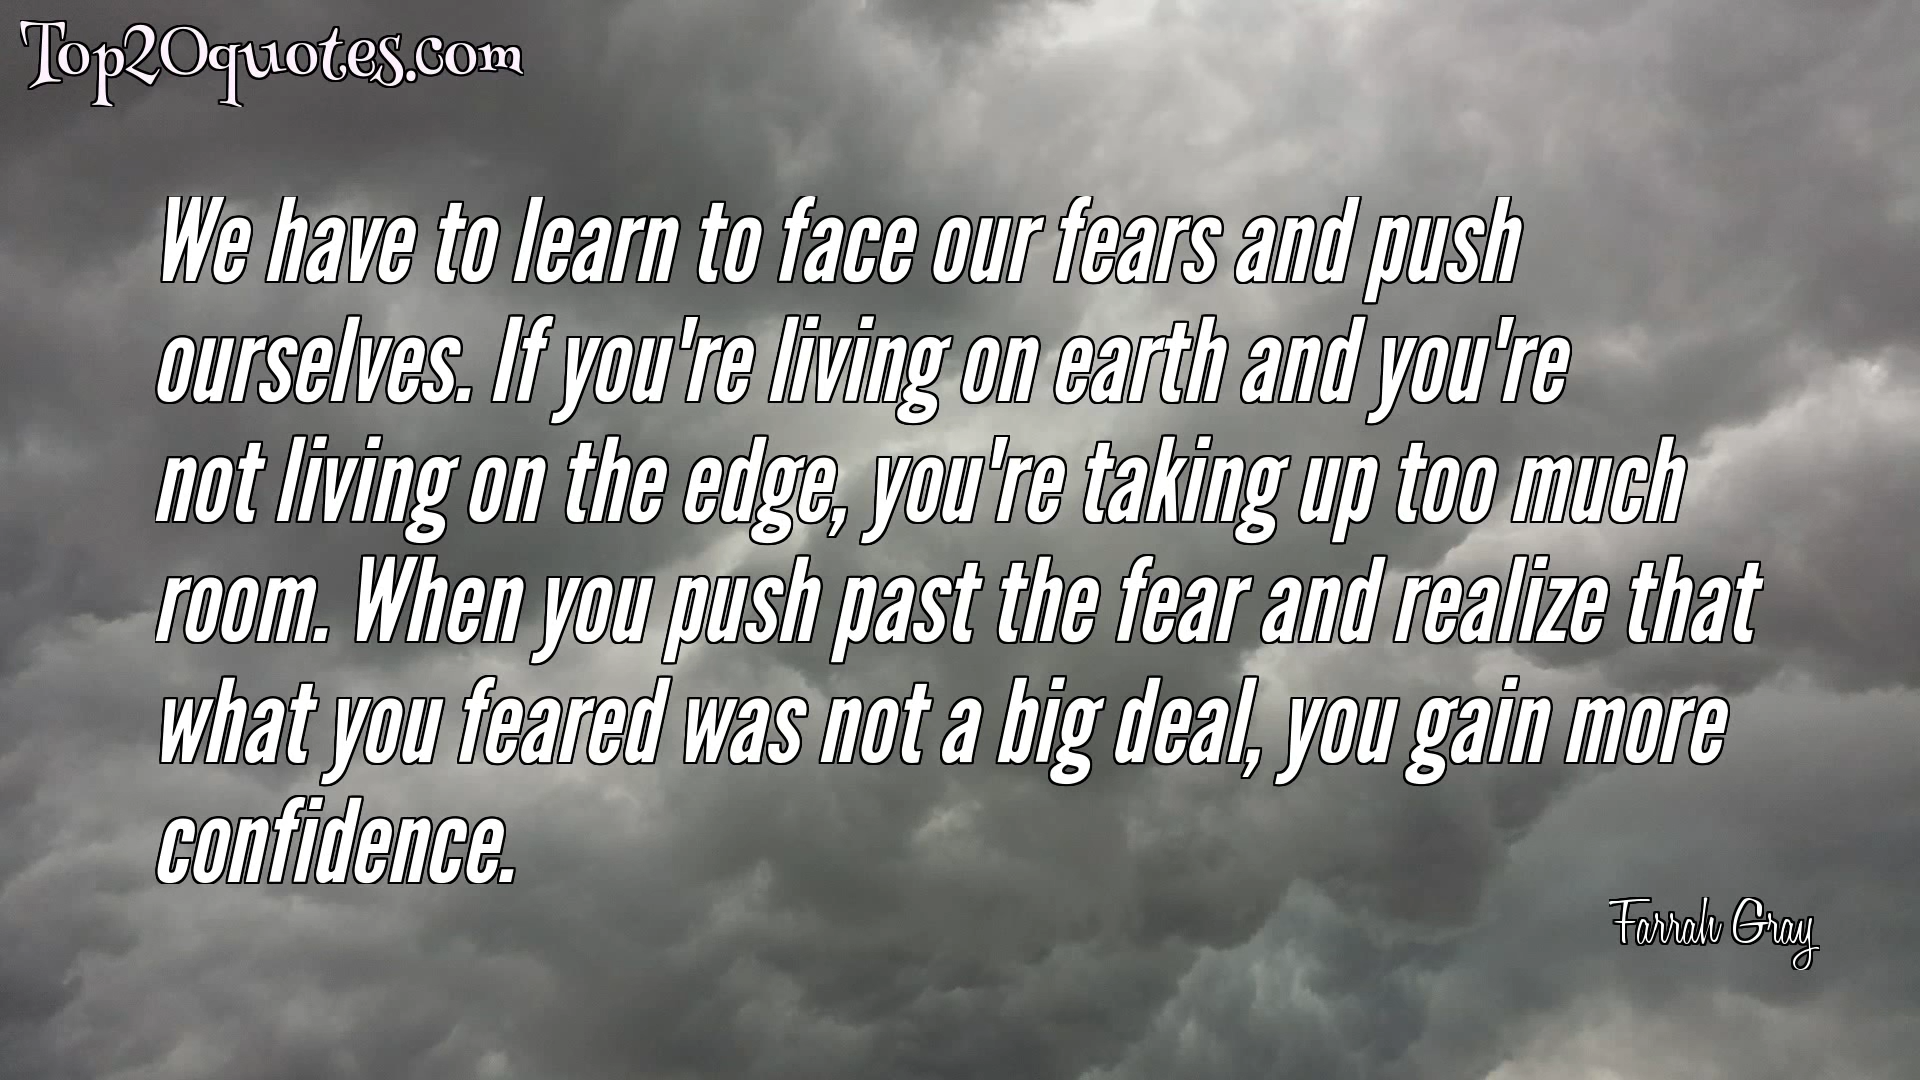 Top20quotes.com
We have to learn to face our fears and push
ourselves. If you're living on earth and you're
not living on the edge, you're taking up too much
room. When you push past the fear and realize that
what you feared was not a big deal, you gain more
confidence.
Farrah Gray